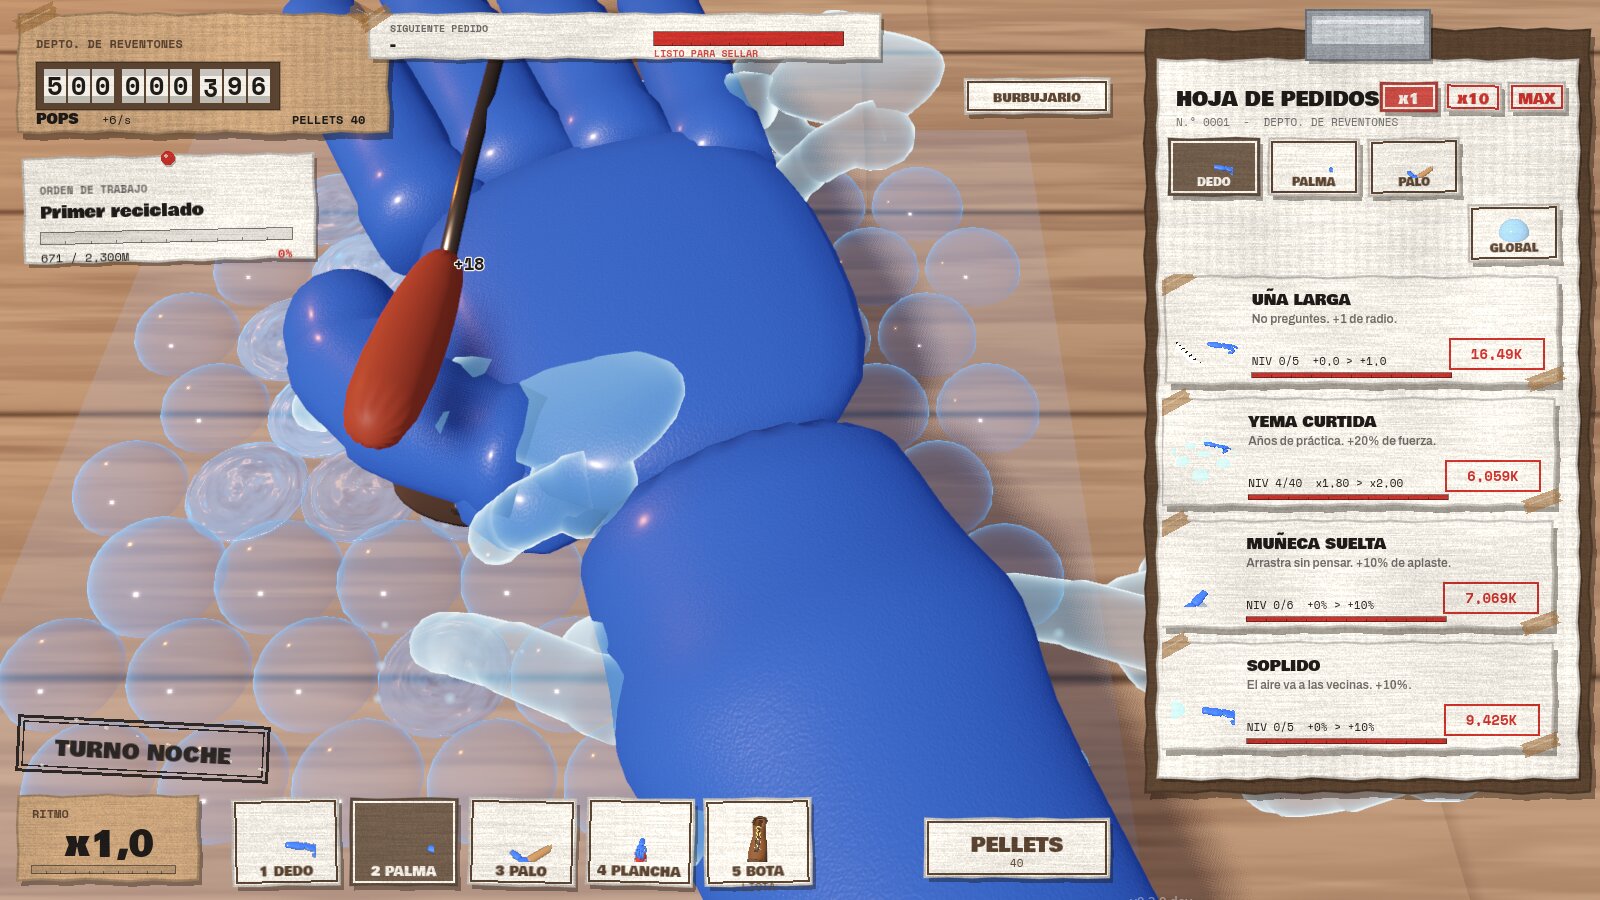 DEPTO. DE REVENTONES
500 000 396
POPS +6/s PELLETS 40
SIGUIENTE PEDIDO
-
LISTO PARA SELLAR
BURBUJARIO
ORDEN DE TRABAJO
Primer reciclado
0%
671 / 2,300M
+18
HOJA DE PEDIDOS
x1 x10 MAX
N.° 0001 - DEPTO. DE REVENTONES
DEDO PALMA PALO
GLOBAL
UÑA LARGA
No preguntes. +1 de radio.
NIV 0/5 +0,0 > +1,0
16,49K
YEMA CURTIDA
Años de práctica. +20% de fuerza.
NIV 4/40 x1,80 > x2,00
6,059K
MUÑECA SUELTA
Arrastra sin pensar. +10% de aplaste.
NIV 0/6 +0% > +10%
7,069K
SOPLIDO
El aire va a las vecinas. +10%.
NIV 0/5 +0% > +10%
9,425K
TURNO NOCHE
RITMO
x1,0
1 DEDO
2 PALMA
3 PALO
4 PLANCHA
5 BOTA
PELLETS
40